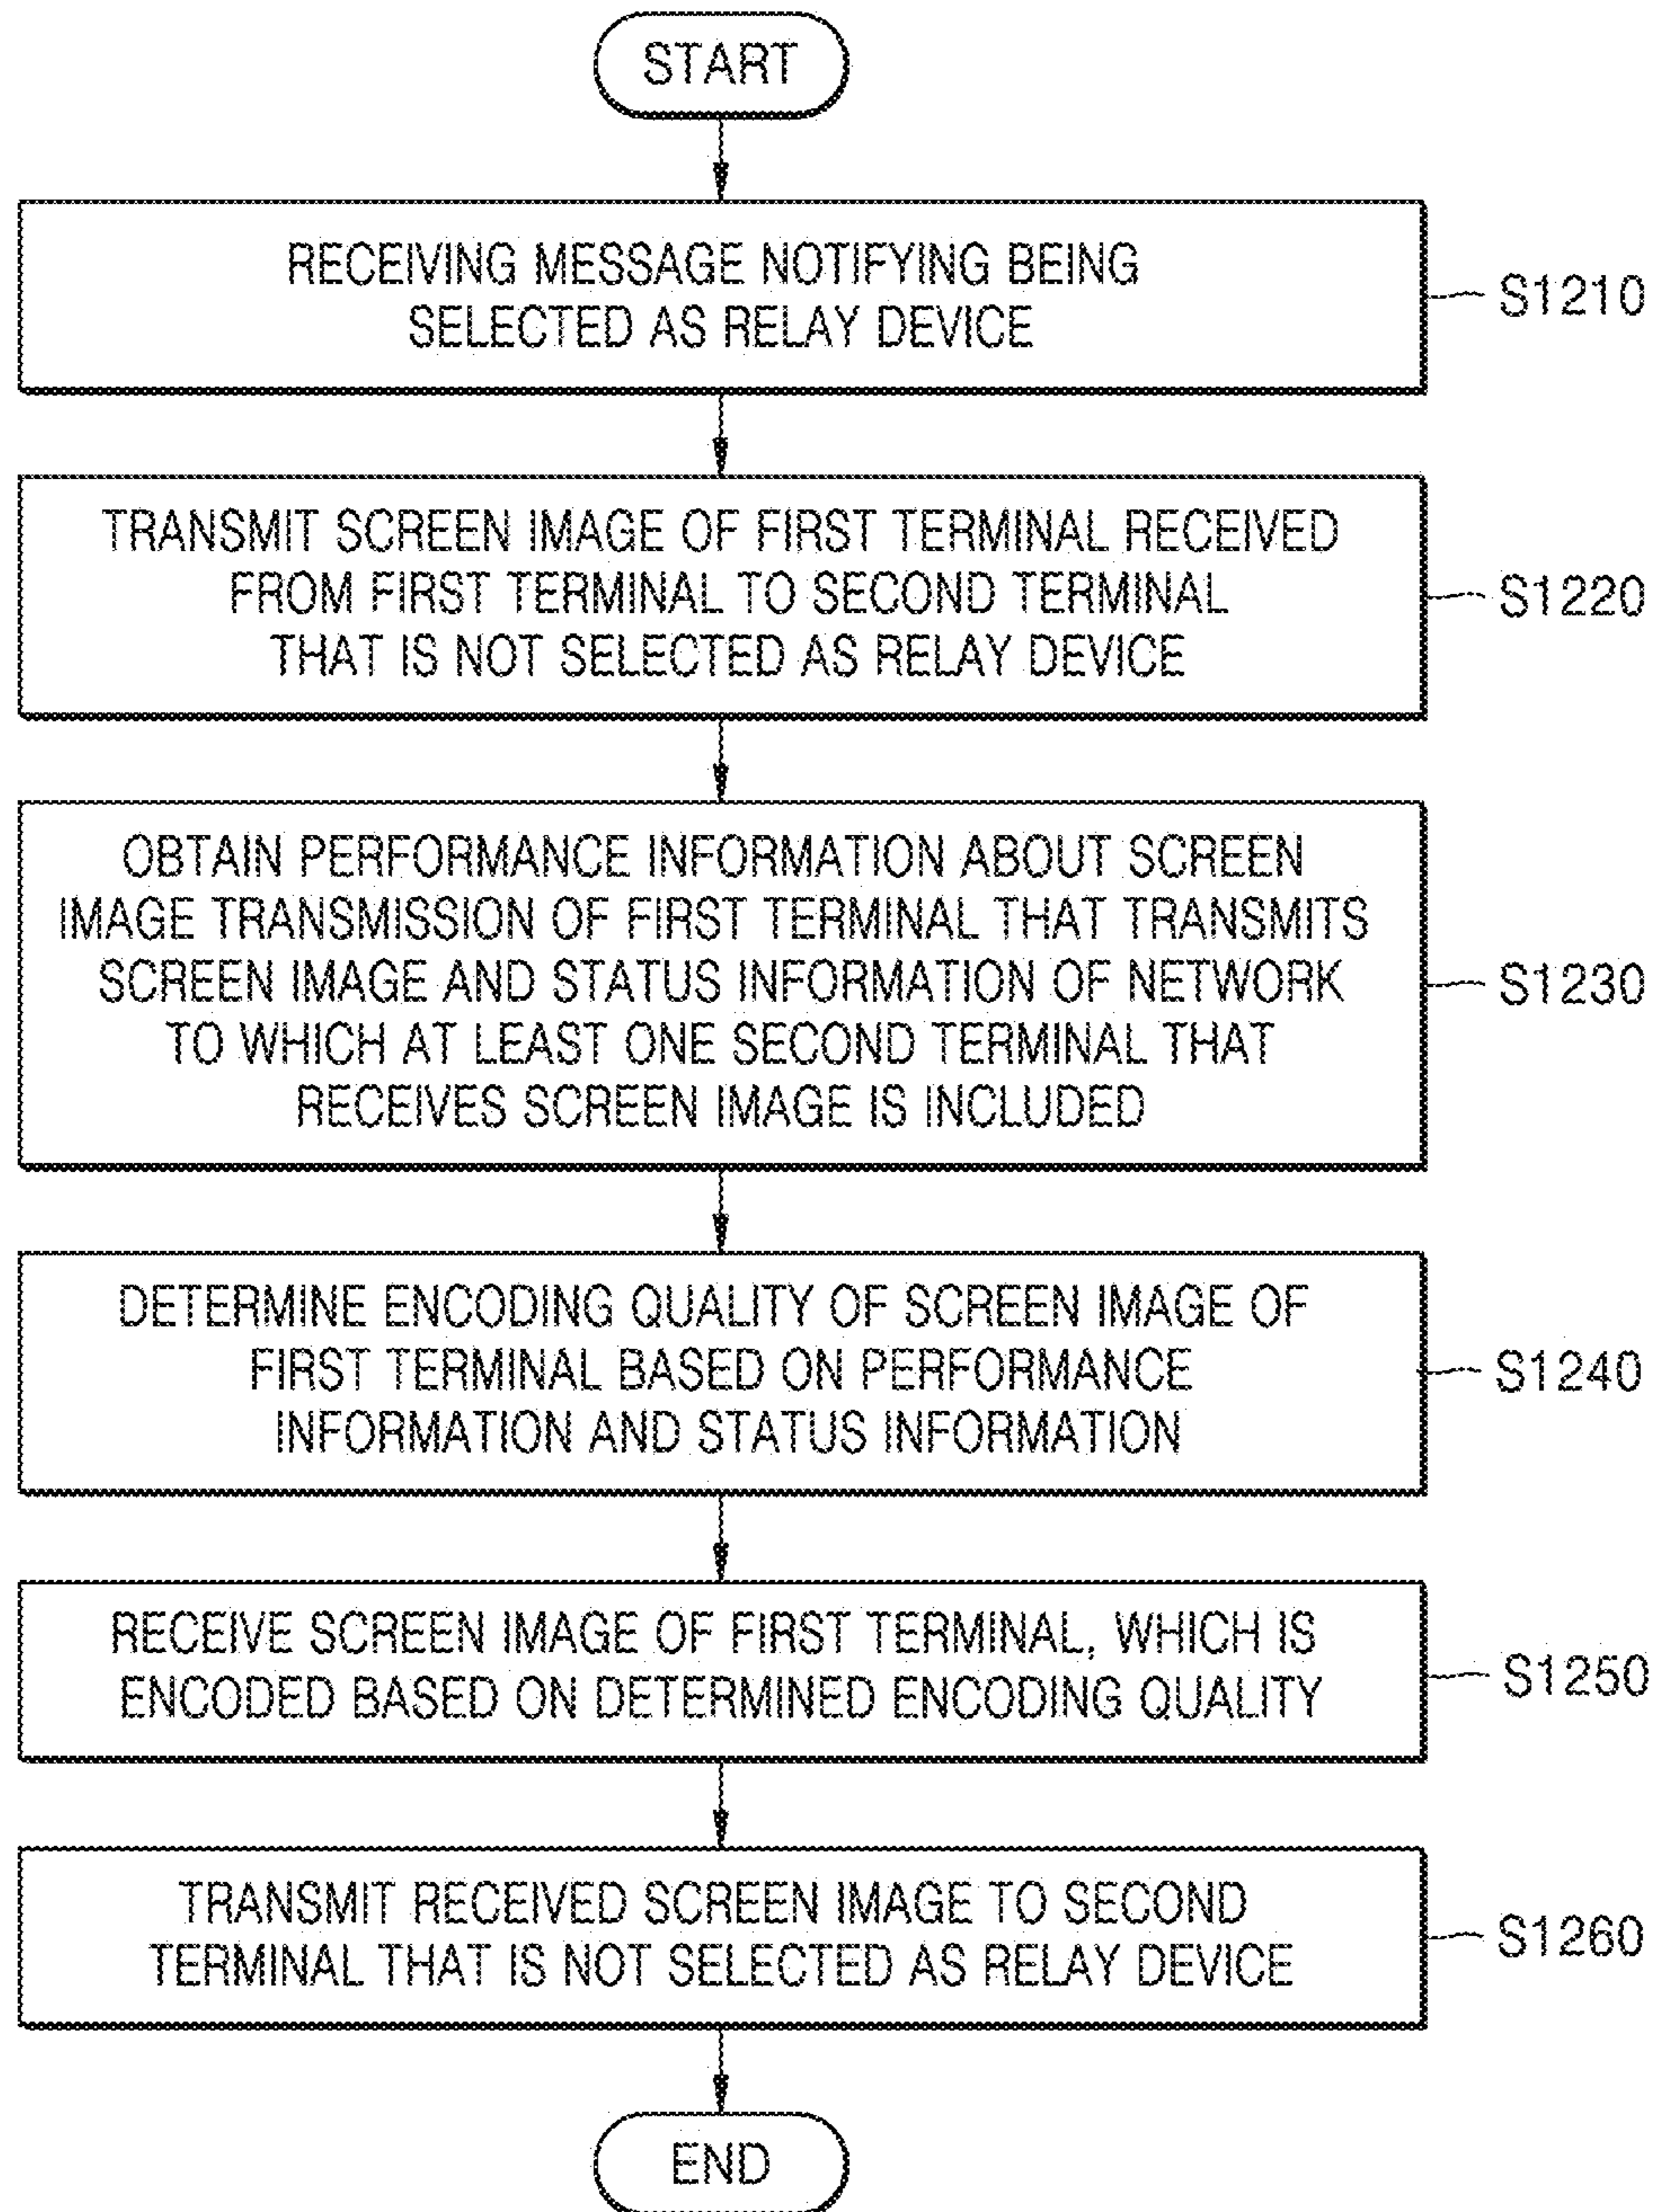 START
RECEIVING MESSAGE NOTIFYING BEING
SELECTED AS RELAY DEVICE
S1210
TRANSMIT SCREEN IMAGE OF FIRST TERMINAL RECEIVED
FROM FIRST TERMINAL TO SECOND TERMINAL
THAT IS NOT SELECTED AS RELAY DEVICE
S1220
OBTAIN PERFORMANCE INFORMATION ABOUT SCREEN
IMAGE TRANSMISSION OF FIRST TERMINAL THAT TRANSMITS
SCREEN IMAGE AND STATUS INFORMATION OF NETWORK
TO WHICH AT LEAST ONE SECOND TERMINAL THAT
RECEIVES SCREEN IMAGE IS INCLUDED
S1230
DETERMINE ENCODING QUALITY OF SCREEN IMAGE OF
FIRST TERMINAL BASED ON PERFORMANCE
INFORMATION AND STATUS INFORMATION
S1240
RECEIVE SCREEN IMAGE OF FIRST TERMINAL, WHICH IS
ENCODED BASED ON DETERMINED ENCODING QUALITY
S1250
TRANSMIT RECEIVED SCREEN IMAGE TO SECOND
TERMINAL THAT IS NOT SELECTED AS RELAY DEVICE
S1260
END